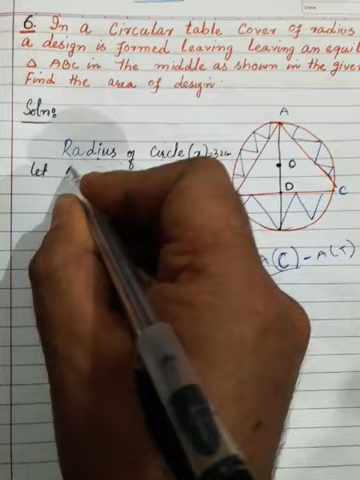 6. In a Circular table Cover of radius
a design is formed leaving leaving an equil
Δ ABC in the middle as shown in the given
Find the area of design.
Soln:
A
Radius of Circle (r) = 32cm
O
let
D
C
A(C) - A(T)